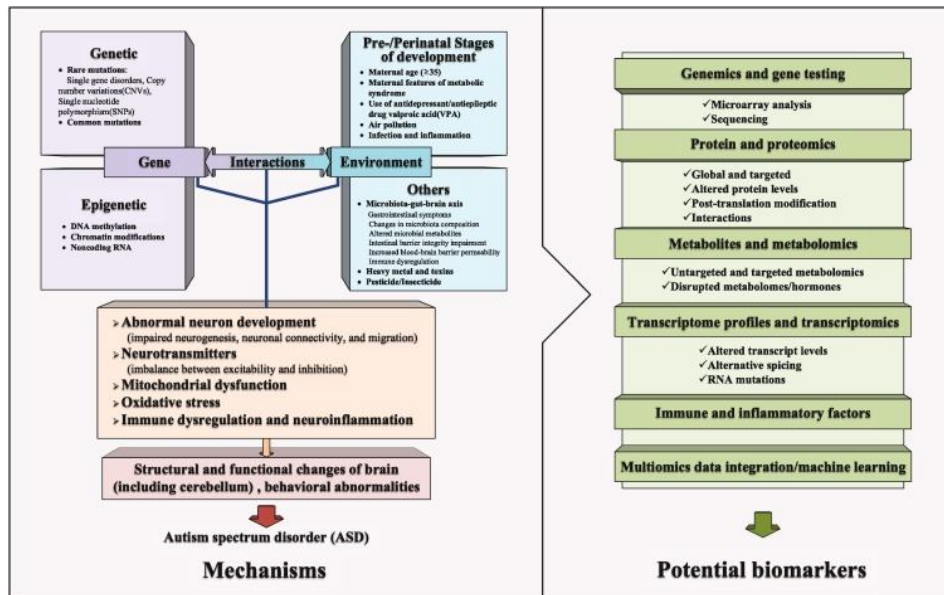 Genetic
• Rare mutations:
Single gene disorders, Copy
number variations(CNVs),
Single nucleotide
polymorphism(SNPs)
• Common mutations
Pre-/Perinatal Stages
of development
• Maternal age (≥35)
• Maternal features of metabolic
syndrome
• Use of antidepressant/antiepileptic
drug valproic acid(VPA)
• Air pollution
• Infection and inflammation
Gene
Interactions
Environment
Epigenetic
• DNA methylation
• Chromatin modifications
• Noncoding RNA
Others
• Microbiota-gut-brain axis
Gastrointestinal symptoms
Changes in microbiota composition
Altered microbial metabolites
Intestinal barrier integrity impairment
Increased blood-brain barrier permeability
Immune dysregulation
• Heavy metal and toxins
• Pesticide/Insecticide
➢ Abnormal neuron development
(impaired neurogenesis, neuronal connectivity, and migration)
➢ Neurotransmitters
(imbalance between excitability and inhibition)
➢ Mitochondrial dysfunction
➢ Oxidative stress
➢ Immune dysregulation and neuroinflammation
Structural and functional changes of brain
(including cerebellum) , behavioral abnormalities
Autism spectrum disorder (ASD)
Mechanisms
Genemics and gene testing
✓Microarray analysis
✓Sequencing
Protein and proteomics
✓Global and targeted
✓Altered protein levels
✓Post-translation modification
✓Interactions
Metabolites and metabolomics
✓Untargeted and targeted metabolomics
✓Disrupted metabolomes/hormones
Transcriptome profiles and transcriptomics
✓Altered transcript levels
✓Alternative spicing
✓RNA mutations
Immune and inflammatory factors
Multiomics data integration/machine learning
Potential biomarkers